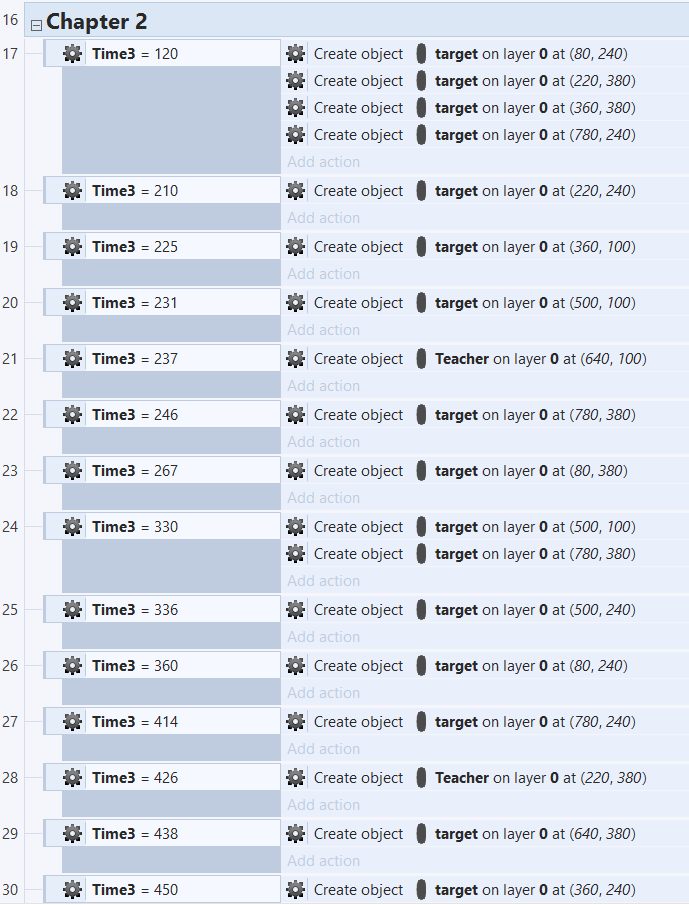 16 Chapter 2
17 Time3 = 120 Create object target on layer 0 at (80, 240)
Create object target on layer 0 at (220, 380)
Create object target on layer 0 at (360, 380)
Create object target on layer 0 at (780, 240)
Add action
18 Time3 = 210 Create object target on layer 0 at (220, 240)
Add action
19 Time3 = 225 Create object target on layer 0 at (360, 100)
Add action
20 Time3 = 231 Create object target on layer 0 at (500, 100)
Add action
21 Time3 = 237 Create object Teacher on layer 0 at (640, 100)
Add action
22 Time3 = 246 Create object target on layer 0 at (780, 380)
Add action
23 Time3 = 267 Create object target on layer 0 at (80, 380)
Add action
24 Time3 = 330 Create object target on layer 0 at (500, 100)
Create object target on layer 0 at (780, 380)
Add action
25 Time3 = 336 Create object target on layer 0 at (500, 240)
Add action
26 Time3 = 360 Create object target on layer 0 at (80, 240)
Add action
27 Time3 = 414 Create object target on layer 0 at (780, 240)
Add action
28 Time3 = 426 Create object Teacher on layer 0 at (220, 380)
Add action
29 Time3 = 438 Create object target on layer 0 at (640, 380)
Add action
30 Time3 = 450 Create object target on layer 0 at (360, 240)